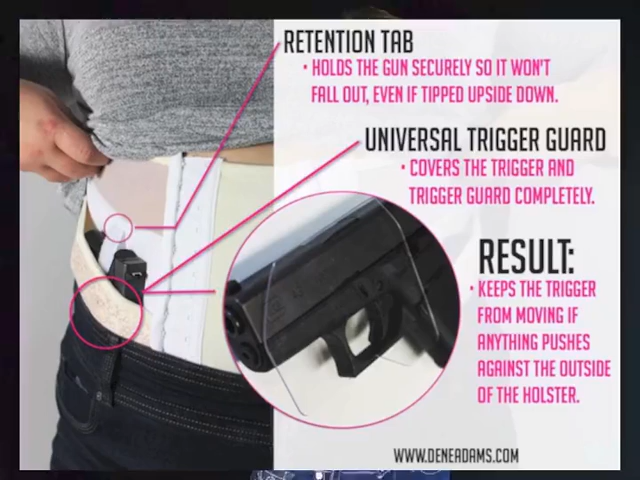 RETENTION TAB
• HOLDS THE GUN SECURELY SO IT WON'T
FALL OUT, EVEN IF TIPPED UPSIDE DOWN.
UNIVERSAL TRIGGER GUARD
• COVERS THE TRIGGER AND
TRIGGER GUARD COMPLETELY.
RESULT:
• KEEPS THE TRIGGER
FROM MOVING IF
ANYTHING PUSHES
AGAINST THE OUTSIDE
OF THE HOLSTER.
WWW.DENEADAMS.COM